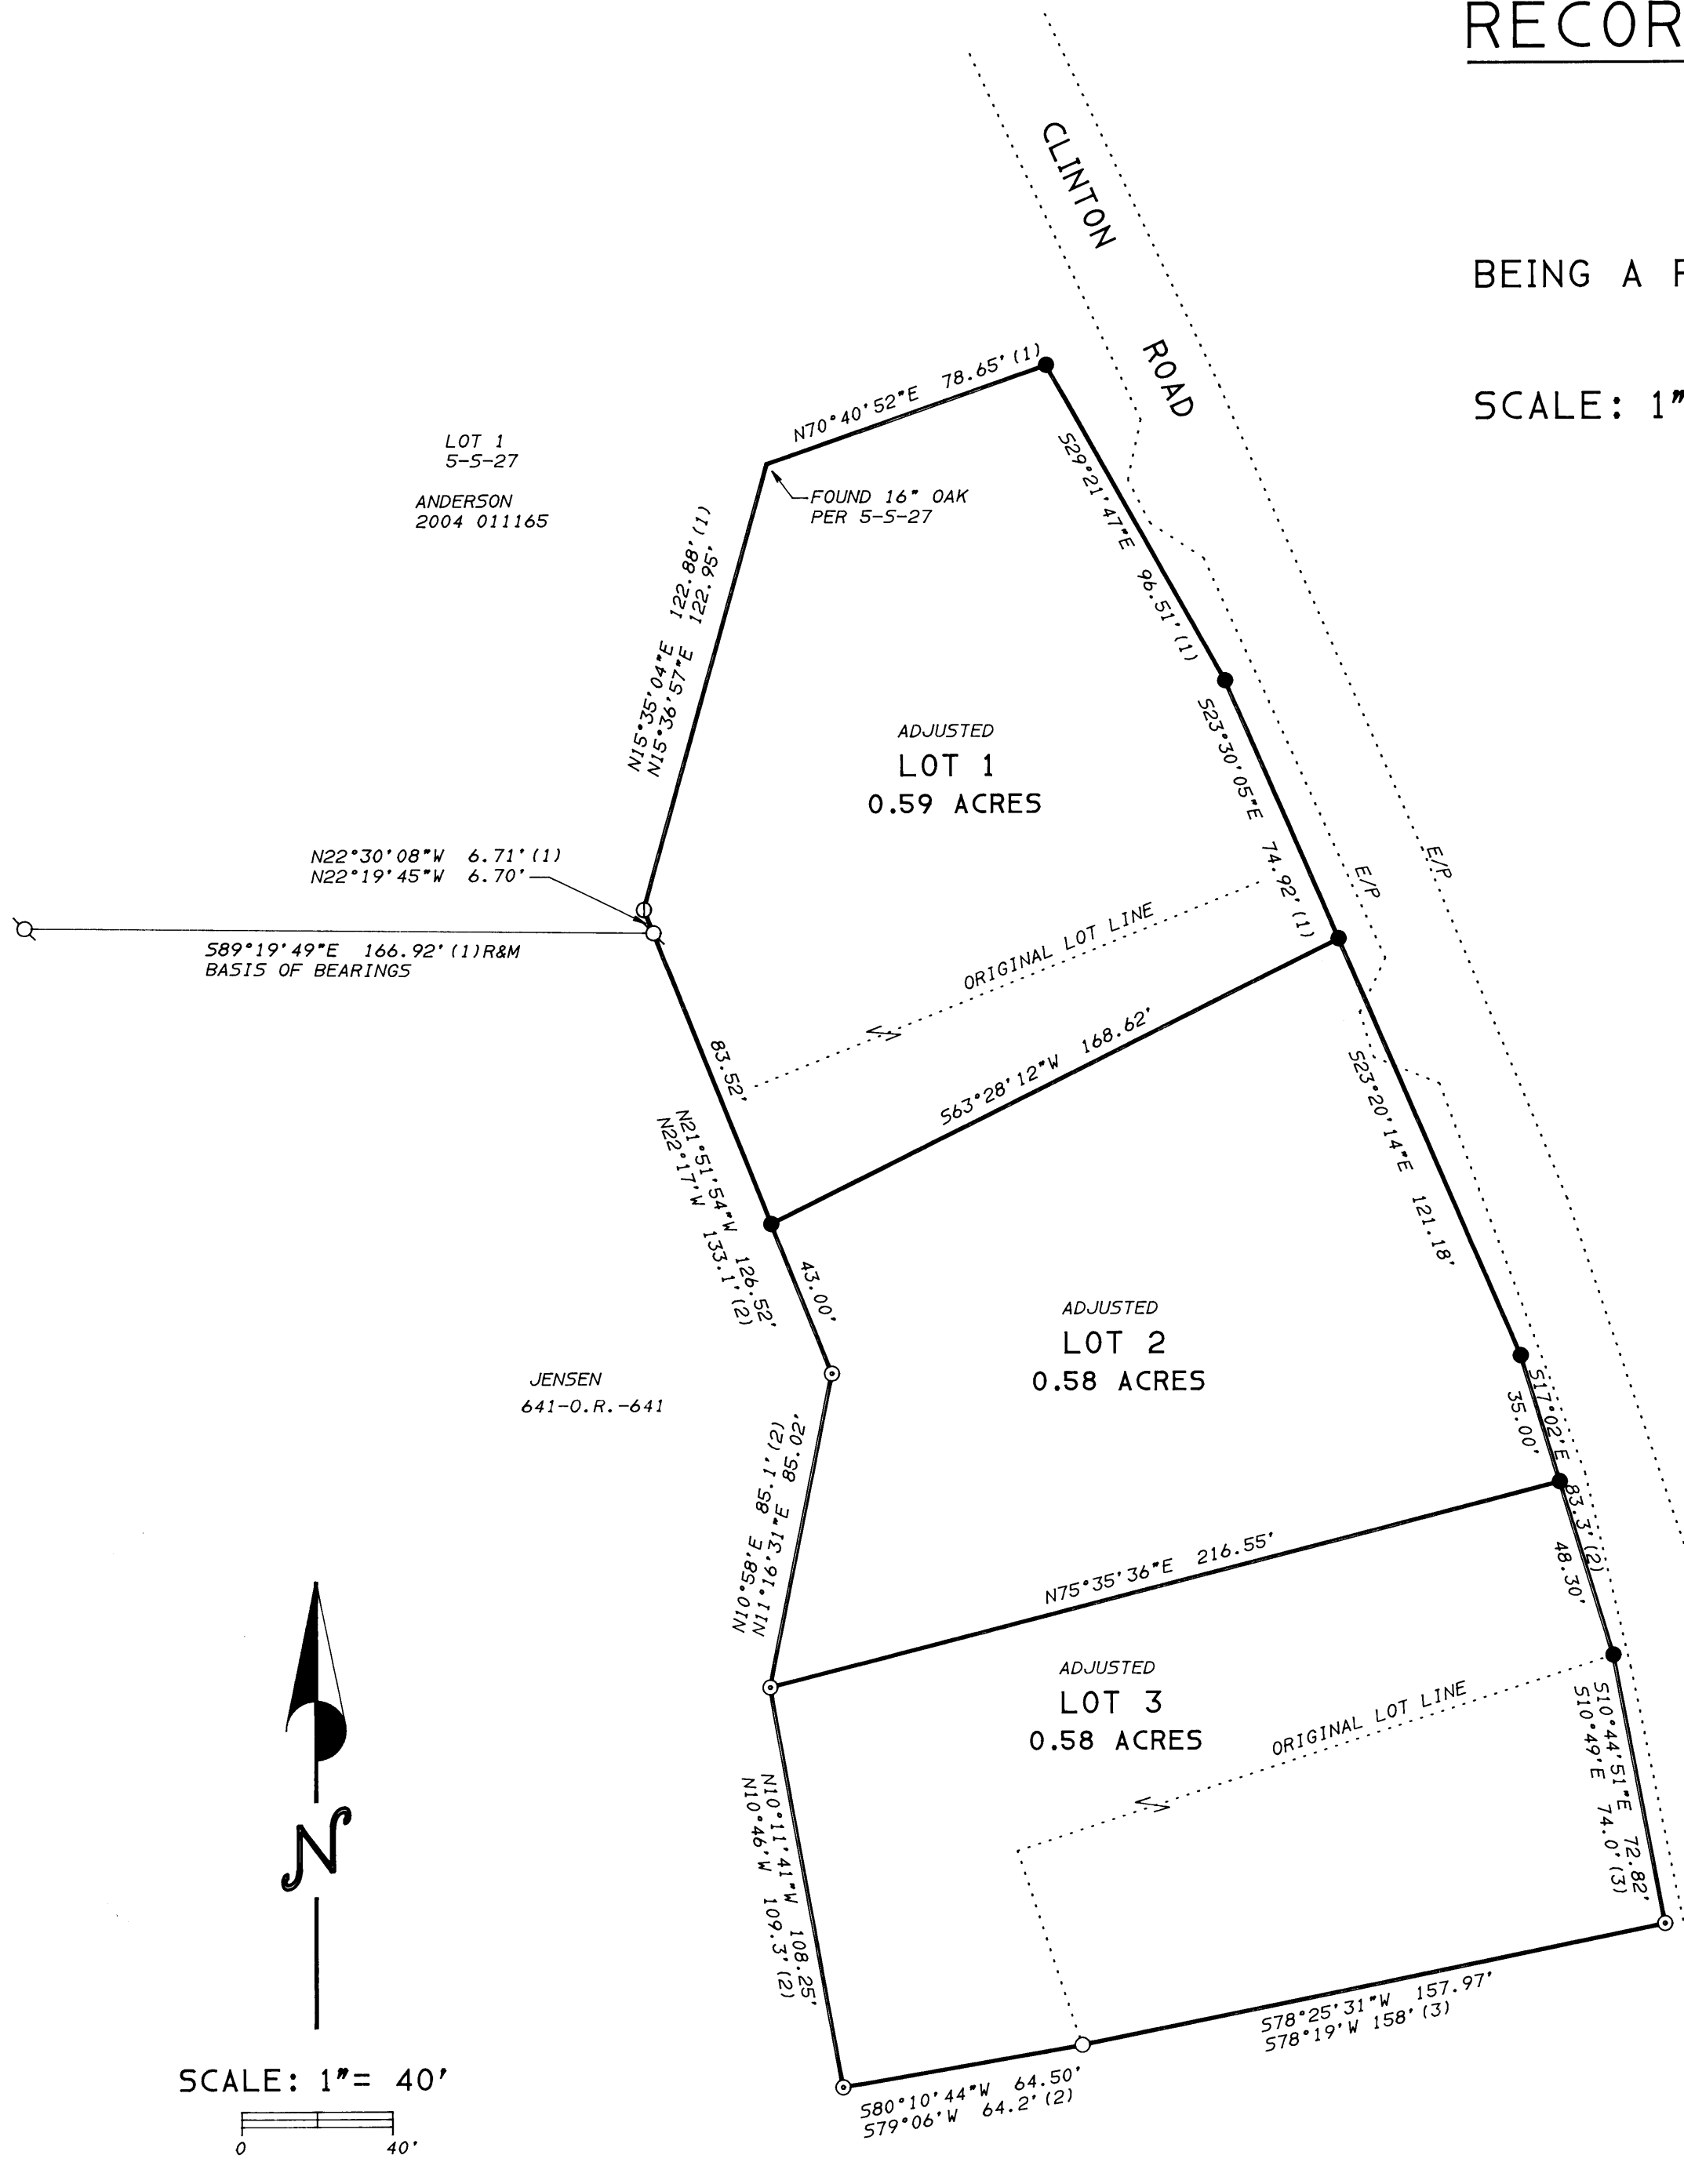 RECOR
BEING A
SCALE: 1"
CLINTON
ROAD
N70°40'52"E 78.65'(1)
LOT 1
5-S-27
ANDERSON
2004 011165
FOUND 16" OAK
PER 5-S-27
S29°21'47"E 96.51'(1)
N15°35'04"E 122.88'(1)
N15°36'57"E 122.95'
ADJUSTED
LOT 1
0.59 ACRES
S23°30'05"E 74.92'(1)
E/P
E/P
N22°30'08"W 6.71'(1)
N22°19'45"W 6.70'
S89°19'49"E 166.92'(1)R&M
BASIS OF BEARINGS
ORIGINAL LOT LINE
83.52'
S63°28'12"W 168.62'
N21°51'54"W 126.52'
N22°17'W 133.1'(2)
S23°20'14"E 121.18'
43.00'
ADJUSTED
LOT 2
0.58 ACRES
JENSEN
641-O.R.-641
S17°02'E 83.3'(2)
35.00'
N10°58'E 85.1'(2)
N11°16'31"E 85.02'
N75°35'36"E 216.55'
48.30'
ADJUSTED
LOT 3
0.58 ACRES
ORIGINAL LOT LINE
S10°44'51"E 72.82'
S10°49'E 74.0'(3)
N10°11'41"W 108.25'
N10°46'W 109.3'(2)
N
S78°25'31"W 157.97'
S78°19'W 158'(3)
S80°10'44"W 64.50'
S79°06'W 64.2'(2)
SCALE: 1"= 40'
0 40'